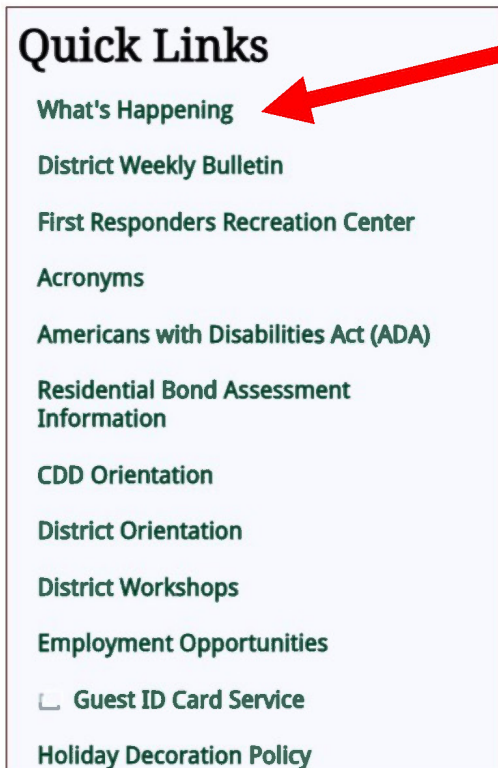 Quick Links
What's Happening
District Weekly Bulletin
First Responders Recreation Center
Acronyms
Americans with Disabilities Act (ADA)
Residential Bond Assessment
Information
CDD Orientation
District Orientation
District Workshops
Employment Opportunities
Guest ID Card Service
Holiday Decoration Policy